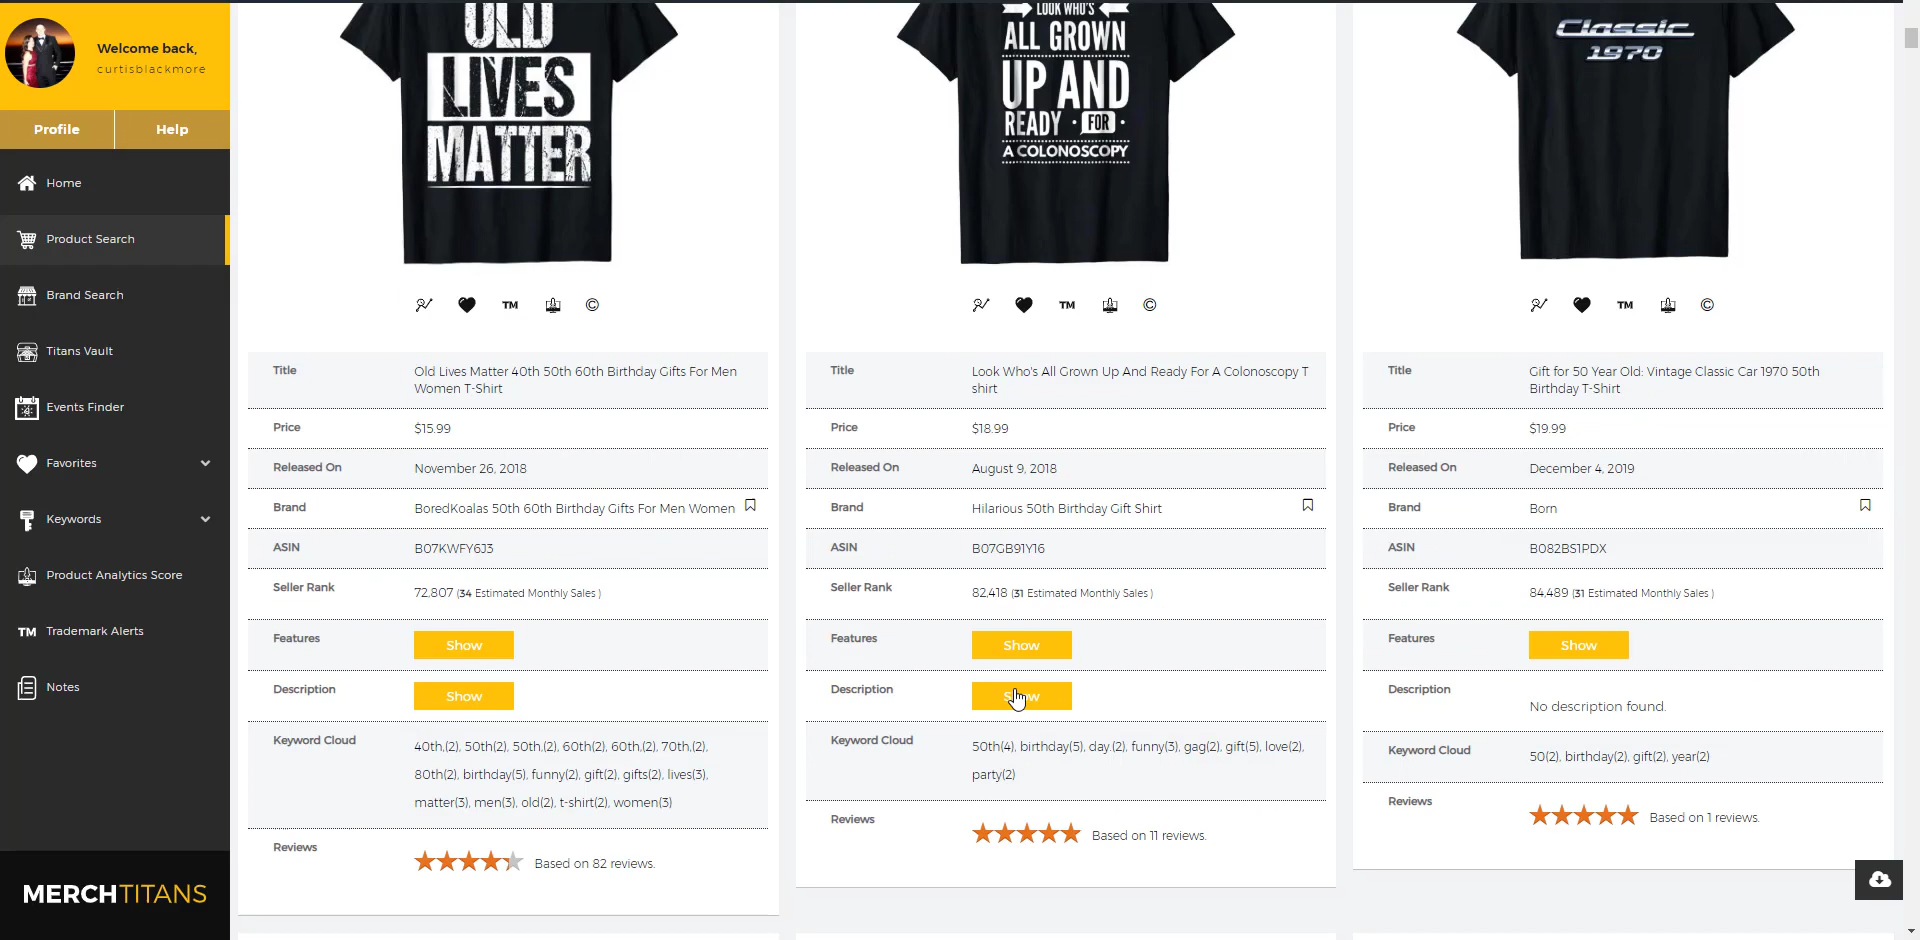 Welcome back,
curtisblackmore
Profile
Help
Home
Product Search
Brand Search
Titans Vault
Events Finder
Favorites
Keywords
Product Analytics Score
TM Trademark Alerts
Notes
MERCHTITANS
OLD
LIVES
MATTER
TM
©
Title
Old Lives Matter 40th 50th 60th Birthday Gifts For Men
Women T-Shirt
Price
$15.99
Released On
November 26, 2018
Brand
BoredKoalas 50th 60th Birthday Gifts For Men Women
ASIN
B07KWFY6J3
Seller Rank
72,807 (34 Estimated Monthly Sales )
Features
Show
Description
Show
Keyword Cloud
40th,(2), 50th(2), 50th,(2), 60th(2), 60th,(2), 70th,(2),
80th(2), birthday(5), funny(2), gift(2), gifts(2), lives(3),
matter(3), men(3), old(2), t-shirt(2), women(3)
Reviews
Based on 82 reviews.
LOOK WHO'S
ALL GROWN
UP AND
READY · FOR ·
A COLONOSCOPY
TM
©
Title
Look Who's All Grown Up And Ready For A Colonoscopy T
shirt
Price
$18.99
Released On
August 9, 2018
Brand
Hilarious 50th Birthday Gift Shirt
ASIN
B07GB91Y16
Seller Rank
82,418 (31 Estimated Monthly Sales )
Features
Show
Description
Show
Keyword Cloud
50th(4), birthday(5), day.(2), funny(3), gag(2), gift(5), love(2),
party(2)
Reviews
Based on 11 reviews.
Classic
1970
TM
©
Title
Gift for 50 Year Old: Vintage Classic Car 1970 50th
Birthday T-Shirt
Price
$19.99
Released On
December 4, 2019
Brand
Born
ASIN
B082BS1PDX
Seller Rank
84,489 (31 Estimated Monthly Sales )
Features
Show
Description
No description found.
Keyword Cloud
50(2), birthday(2), gift(2), year(2)
Reviews
Based on 1 reviews.